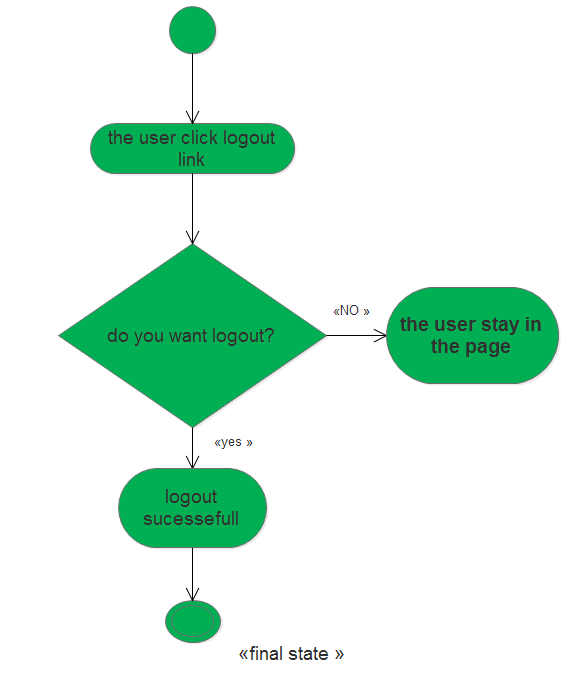 the user click logout
link
do you want logout?
«NO »
the user stay in
the page
«yes »
logout
sucessefull
«final state »